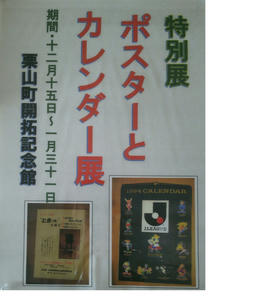 特別展
ポスターと
カレンダー展
期間・十二月十五日～一月三十一日
栗山町開拓記念館
1994 CALENDAR
J.LEAGUE